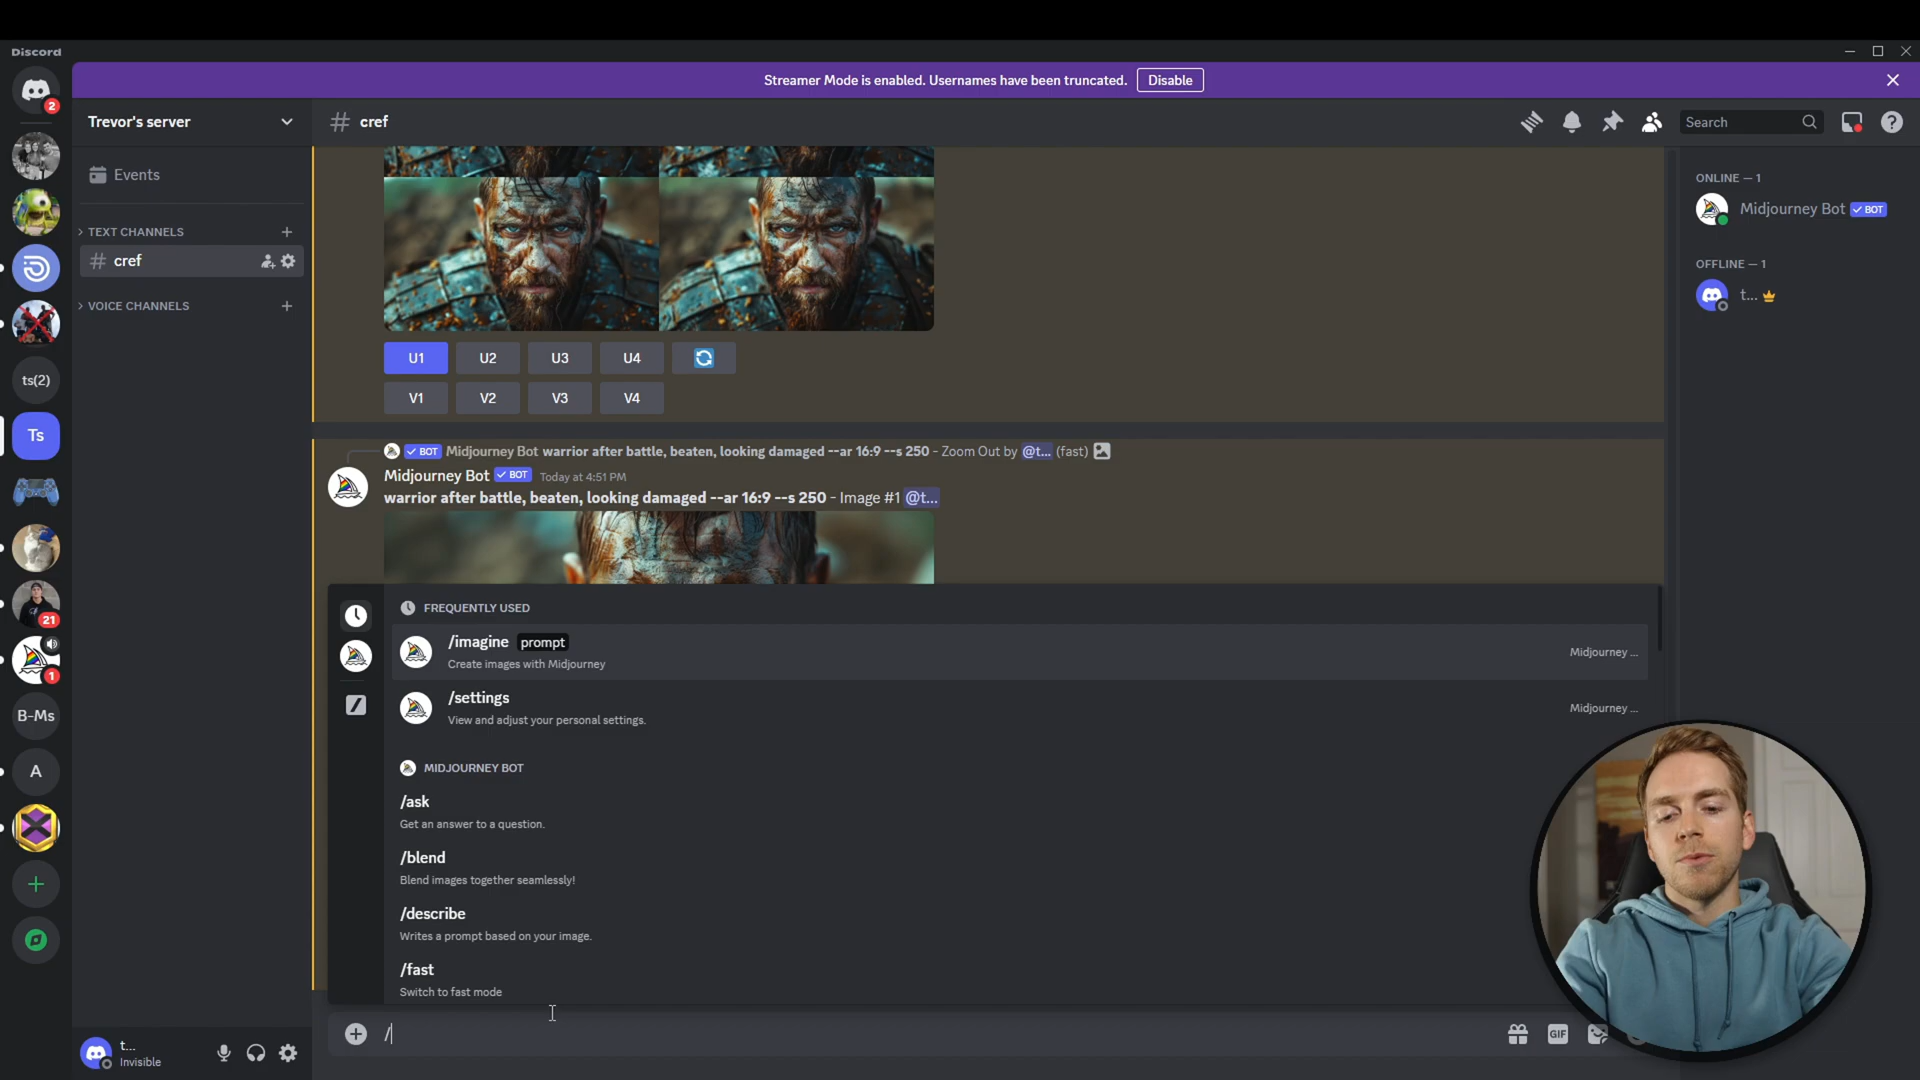 Discord
Streamer Mode is enabled. Usernames have been truncated.
Disable
2
Trevor's server
cref
Search
Events
TEXT CHANNELS
cref
VOICE CHANNELS
ts(2)
Ts
21
1
B-Ms
A
U1
U2
U3
U4
V1
V2
V3
V4
BOT Midjourney Bot warrior after battle, beaten, looking damaged --ar 16:9 --s 250 - Zoom Out by @t... (fast)
Midjourney Bot BOT Today at 4:51 PM
warrior after battle, beaten, looking damaged --ar 16:9 --s 250 - Image #1 @t...
FREQUENTLY USED
/imagine prompt
Create images with Midjourney
Midjourney ...
/settings
View and adjust your personal settings.
Midjourney ...
MIDJOURNEY BOT
/ask
Get an answer to a question.
/blend
Blend images together seamlessly!
/describe
Writes a prompt based on your image.
/fast
Switch to fast mode
/
GIF
ONLINE — 1
Midjourney Bot BOT
OFFLINE — 1
t...
t...
Invisible